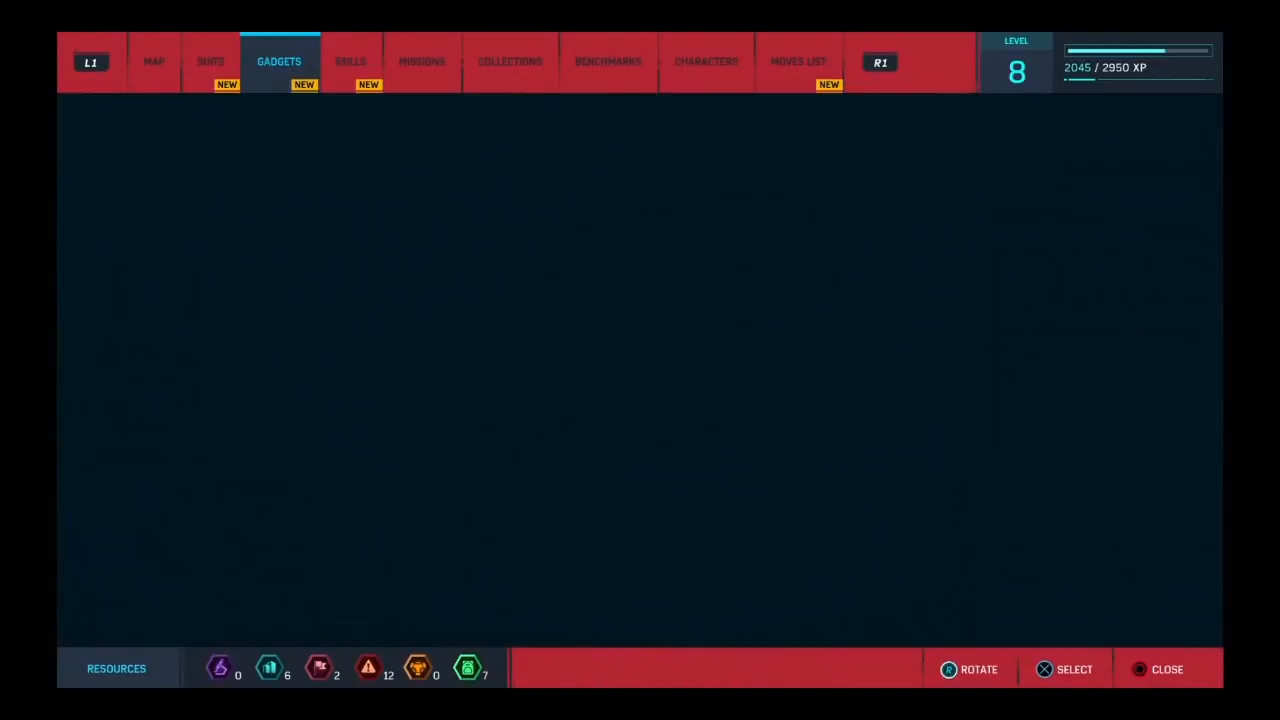 L1 MAP SUITS GADGETS SKILLS MISSIONS COLLECTIONS BENCHMARKS CHARACTERS MOVES LIST R1
NEW NEW NEW NEW
LEVEL
8
2045 / 2950 XP
RESOURCES 0 6 2 12 0 7 R ROTATE SELECT CLOSE